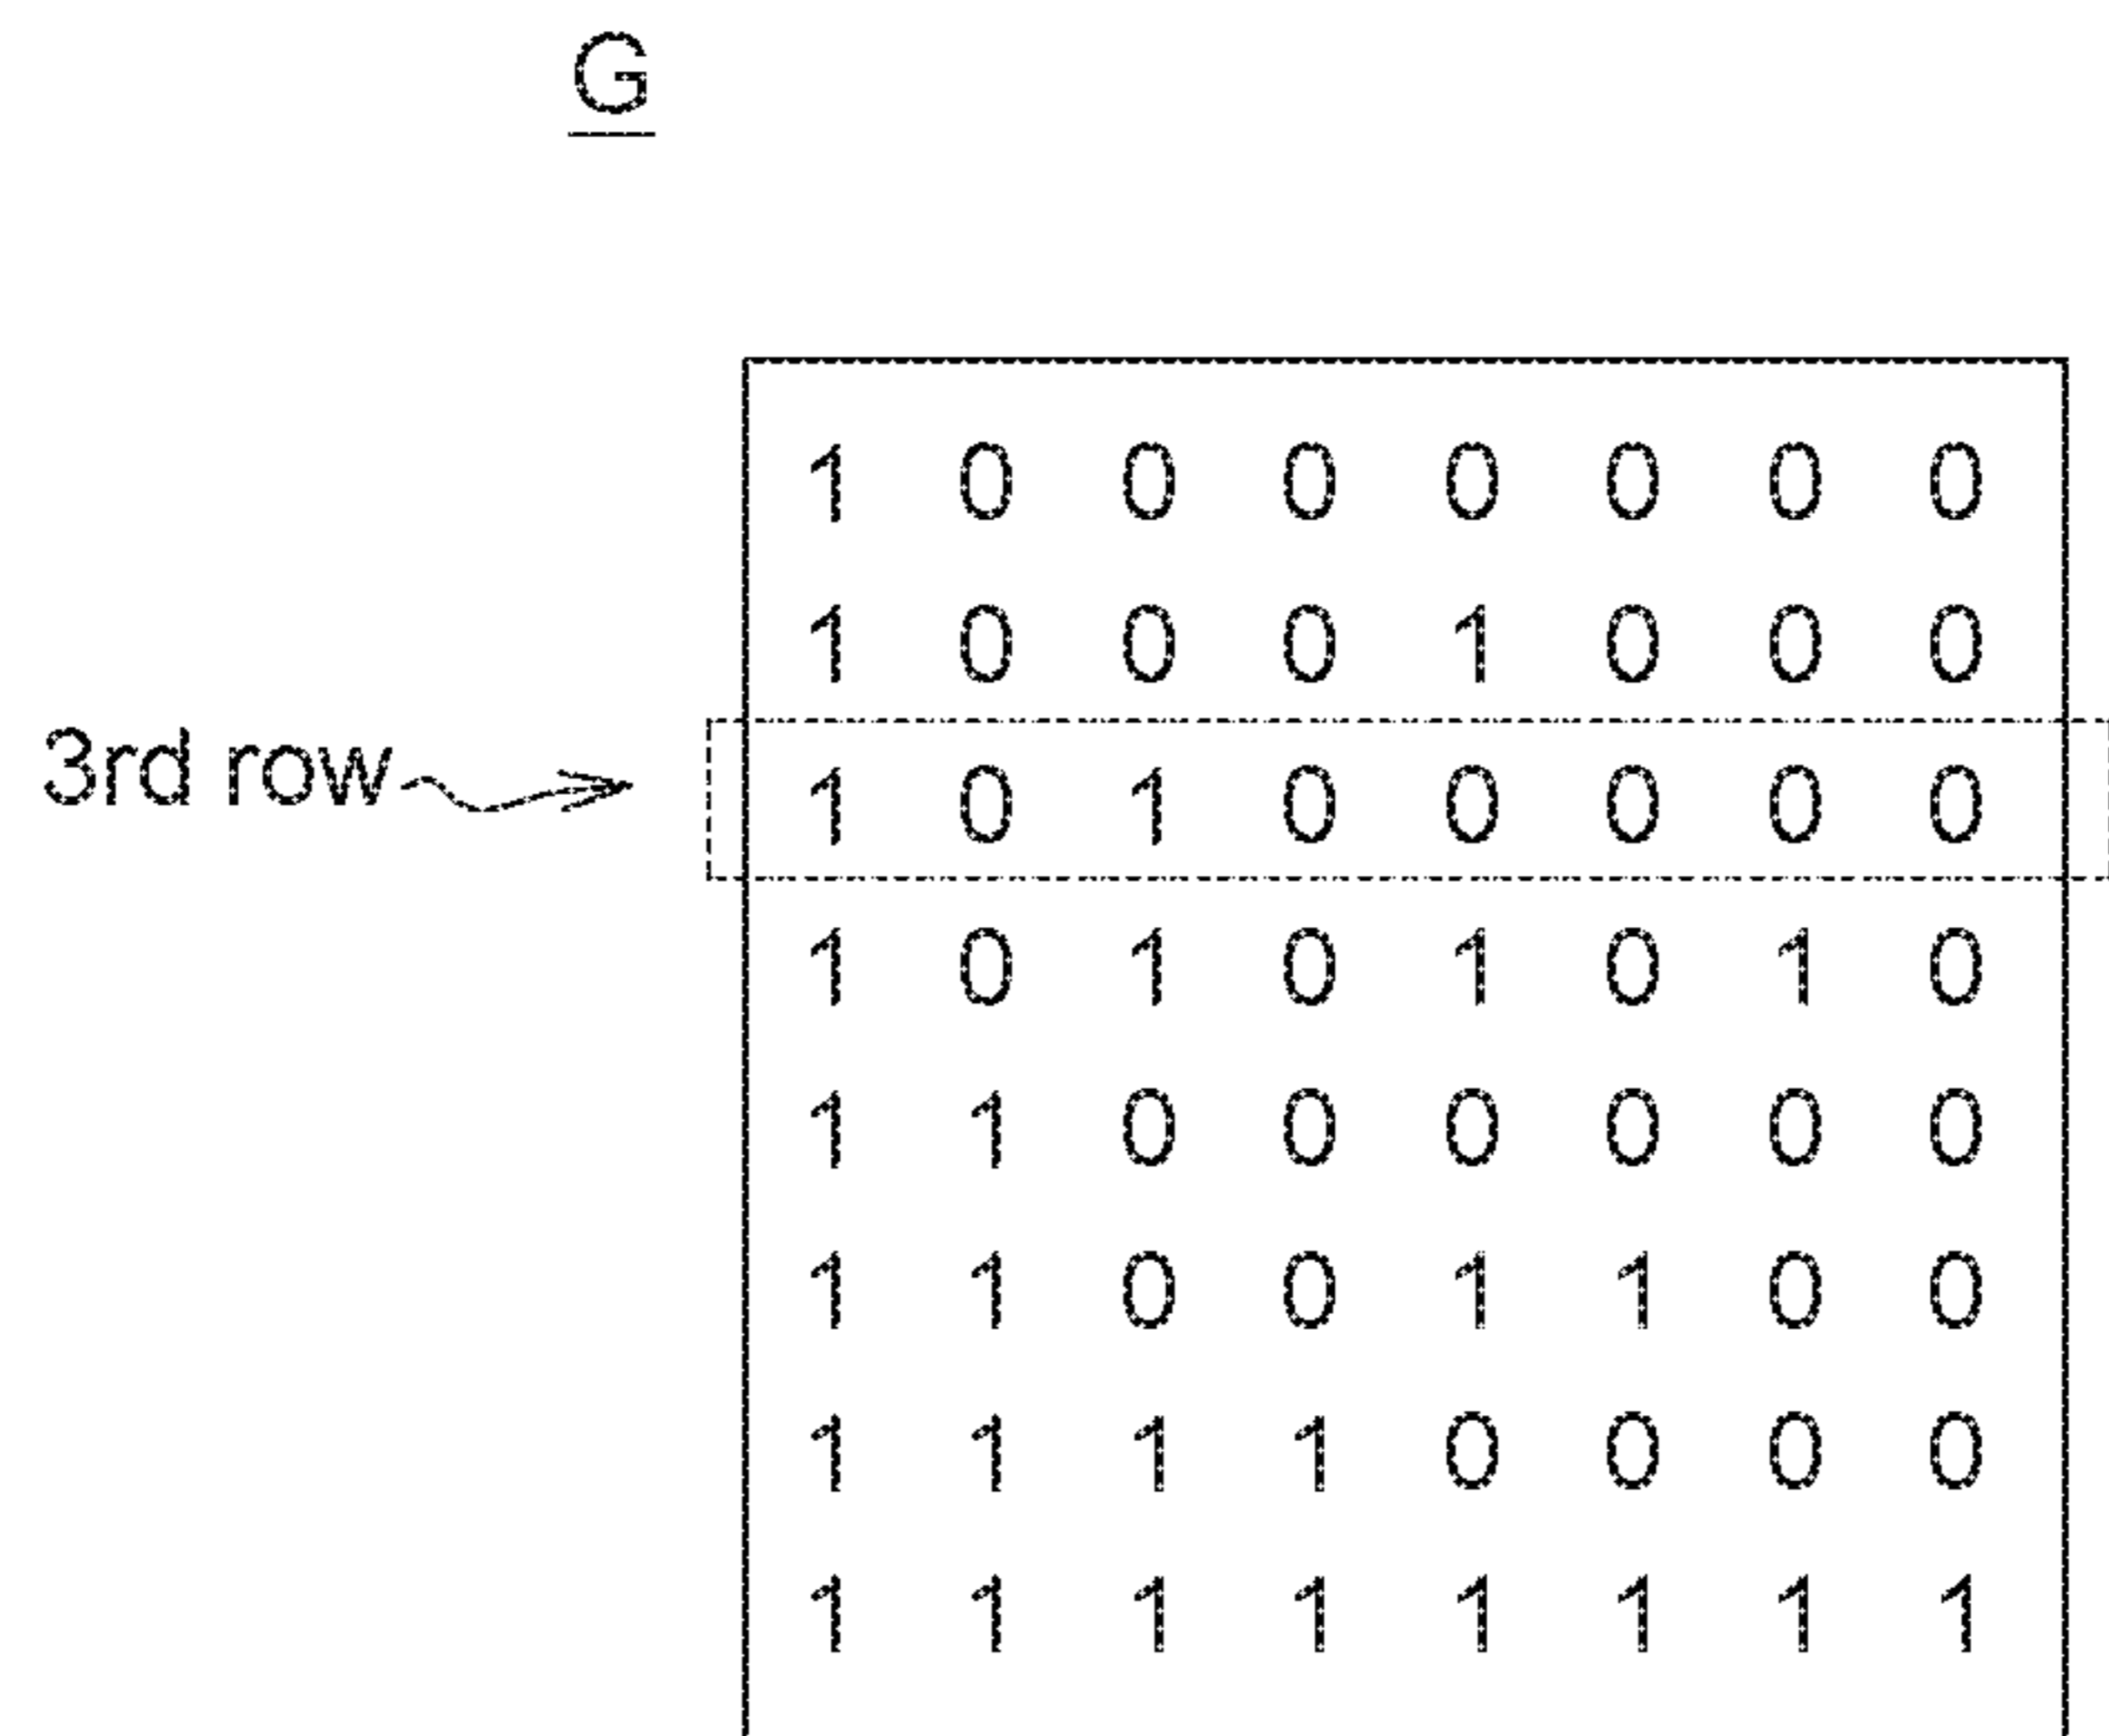 G
1 0 0 0 0 0 0 0
1 0 0 0 1 0 0 0
3rd row 1 0 1 0 0 0 0 0
1 0 1 0 1 0 1 0
1 1 0 0 0 0 0 0
1 1 0 0 1 1 0 0
1 1 1 1 0 0 0 0
1 1 1 1 1 1 1 1